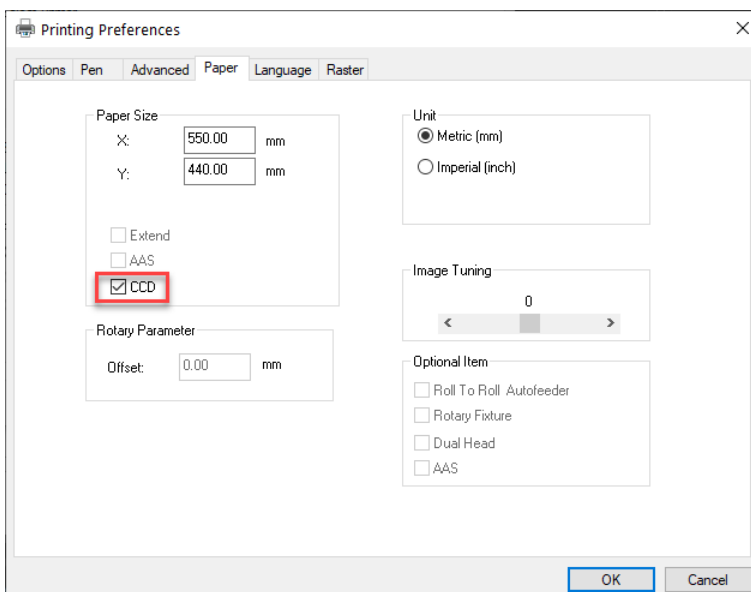 Printing Preferences
Options Pen Advanced Paper Language Raster
Paper Size
X: 550.00 mm
Y: 440.00 mm
Extend
AAS
CCD
Rotary Parameter
Offset: 0.00 mm
Unit
Metric (mm)
Imperial (inch)
Image Tuning
0
Optional Item
Roll To Roll Autofeeder
Rotary Fixture
Dual Head
AAS
OK Cancel